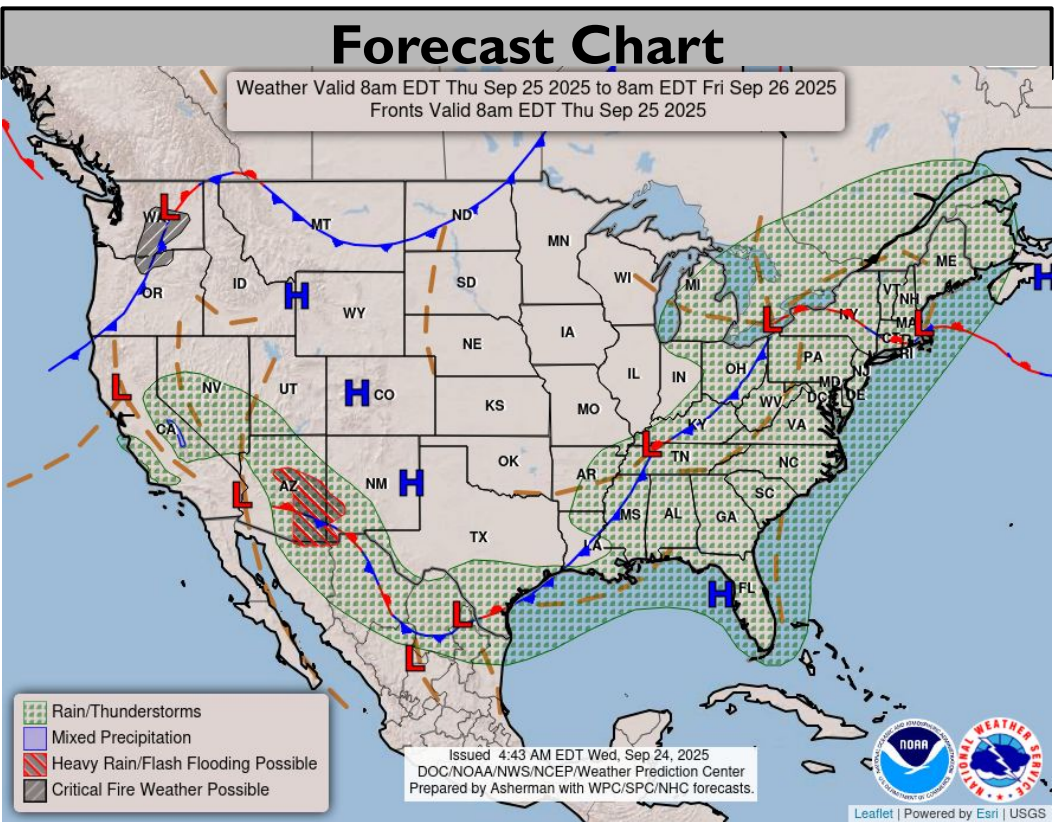 Forecast Chart
Weather Valid 8am EDT Thu Sep 25 2025 to 8am EDT Fri Sep 26 2025
Fronts Valid 8am EDT Thu Sep 25 2025
WA
MT
ND
MN
OR
ID
WY
SD
WI
MI
ME
VT
NH
NY
MA
CT
RI
NE
IA
IL
IN
OH
PA
NJ
MD
DE
DC
WV
VA
KY
NV
UT
CO
KS
MO
CA
AZ
NM
OK
AR
TN
NC
SC
TX
LA
MS
AL
GA
FL
H
H
H
H
H
L
L
L
L
L
L
L
L
Rain/Thunderstorms
Mixed Precipitation
Heavy Rain/Flash Flooding Possible
Critical Fire Weather Possible
Issued 4:43 AM EDT Wed, Sep 24, 2025
DOC/NOAA/NWS/NCEP/Weather Prediction Center
Prepared by Asherman with WPC/SPC/NHC forecasts.
NOAA
NATIONAL WEATHER SERVICE
Leaflet | Powered by Esri | USGS